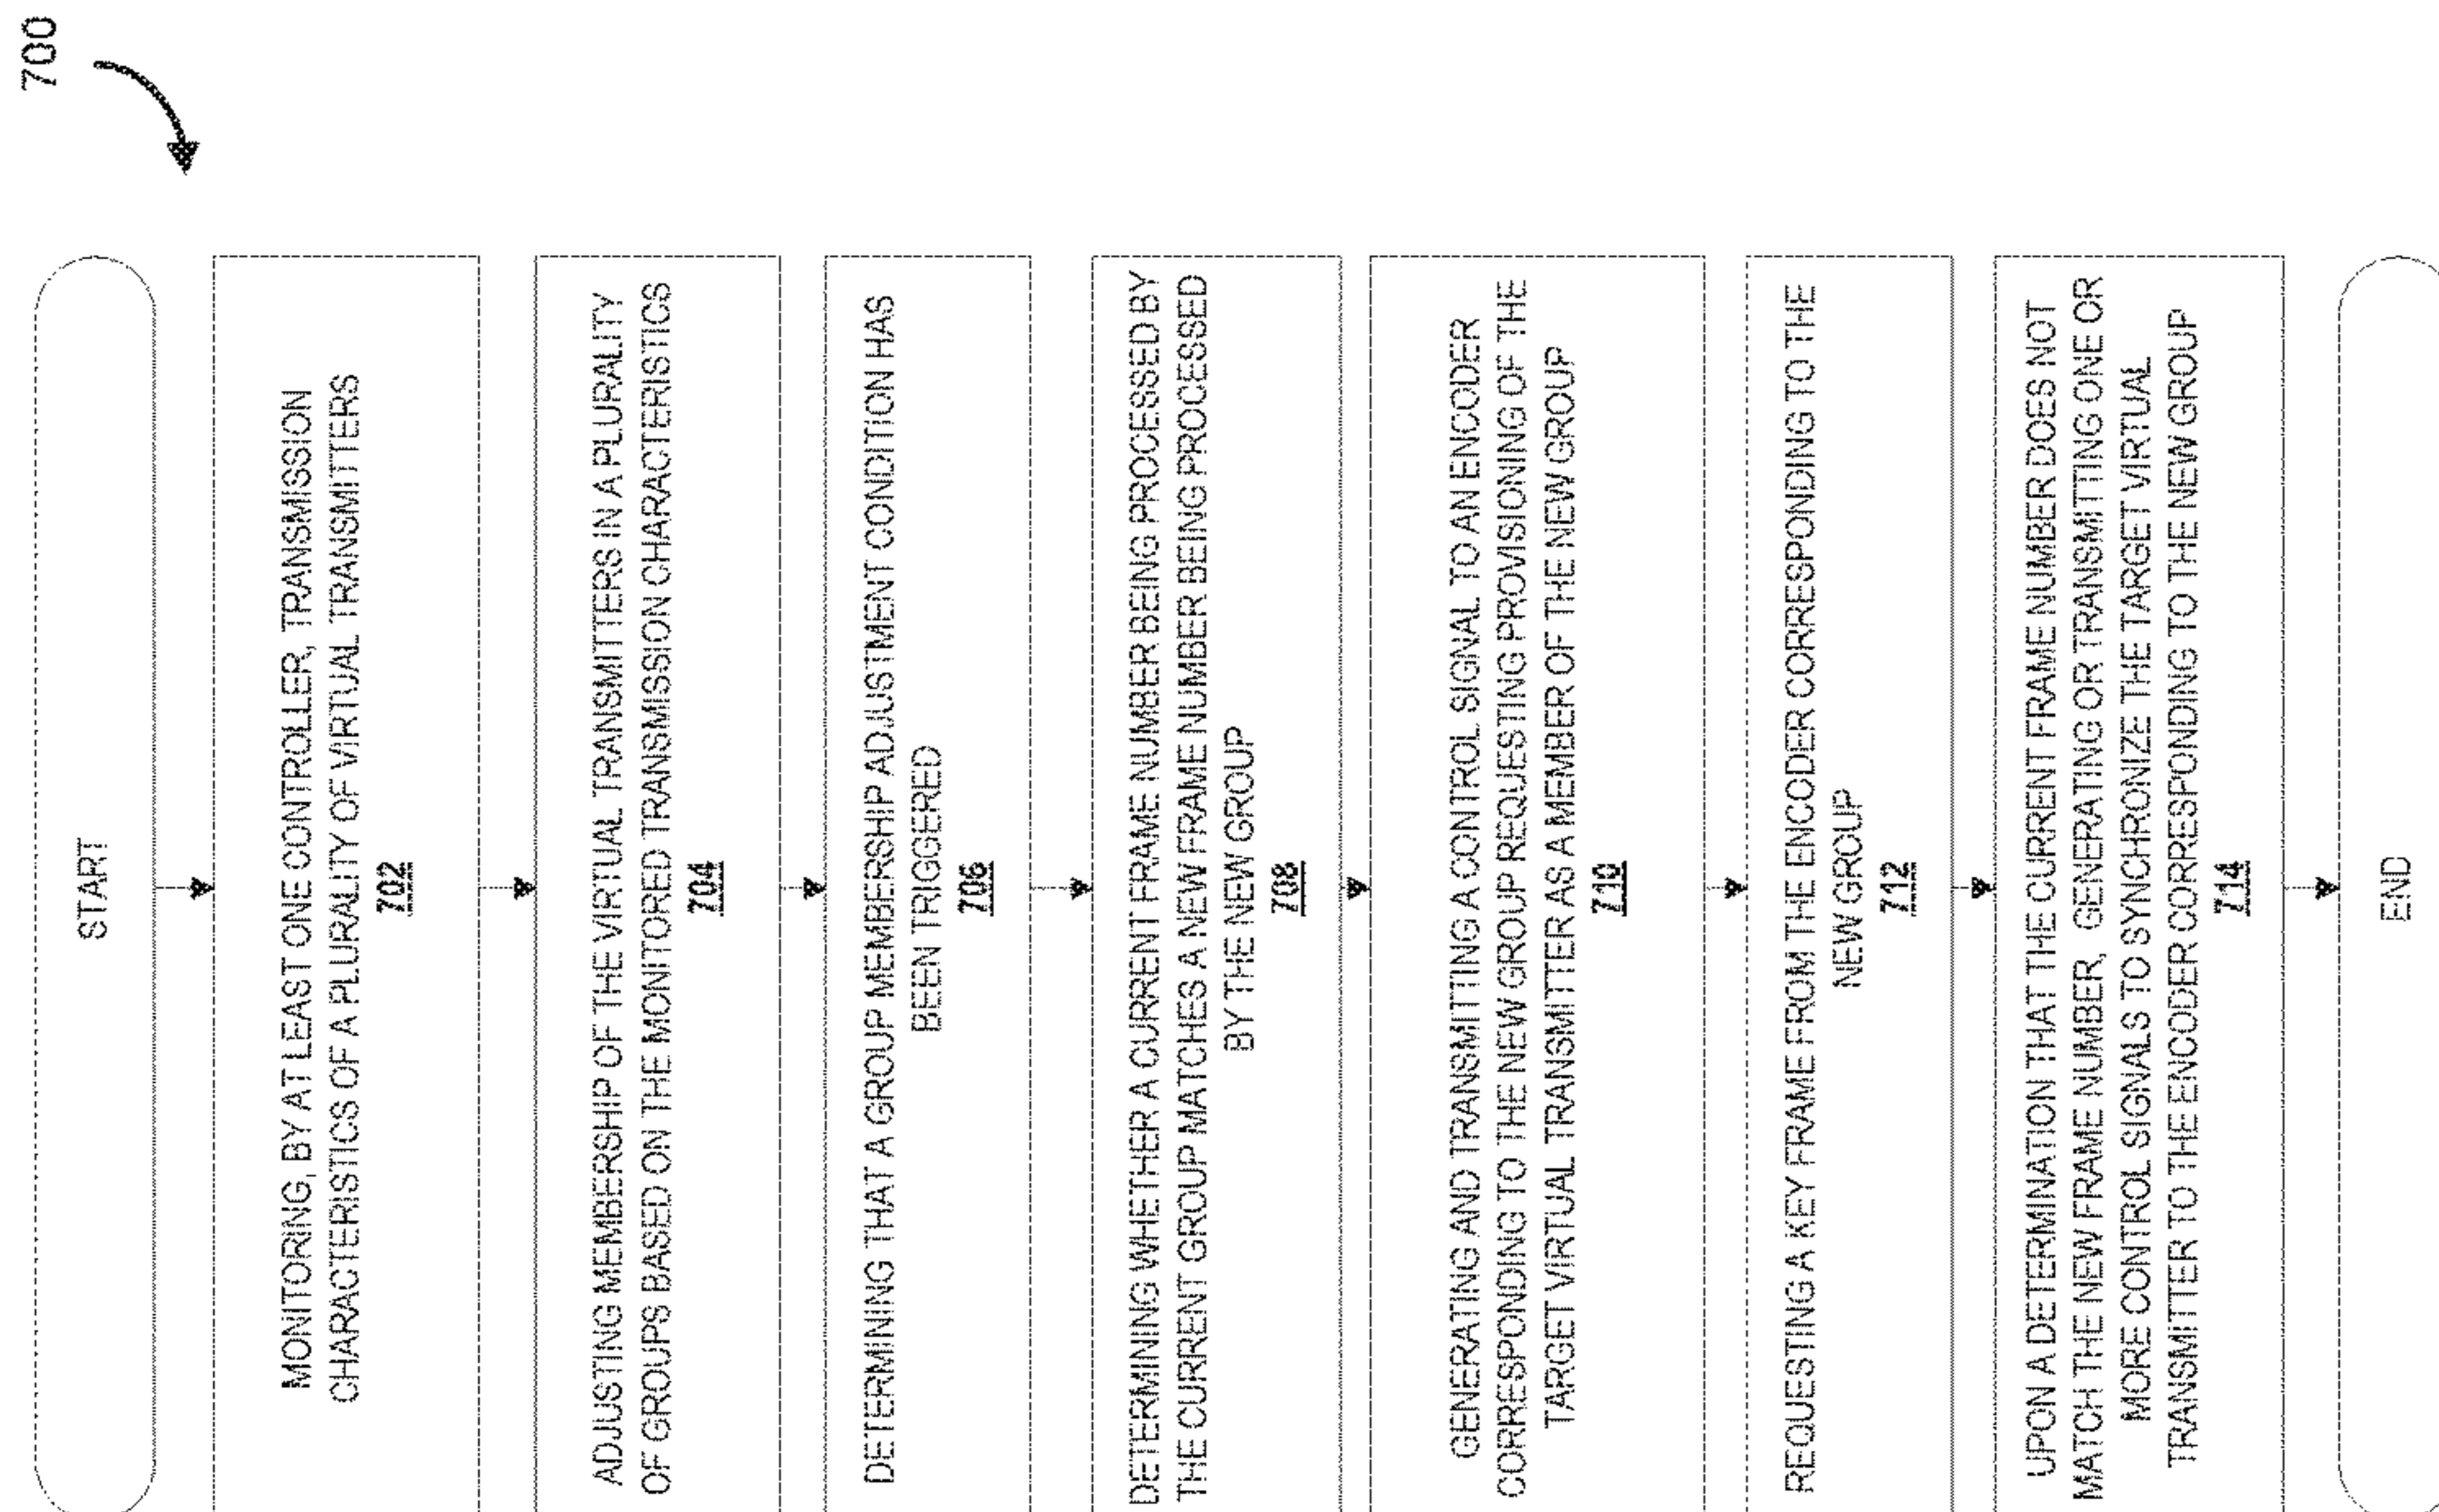 700
START
MONITORING, BY AT LEAST ONE CONTROLLER, TRANSMISSION
CHARACTERISTICS OF A PLURALITY OF VIRTUAL TRANSMITTERS
702
ADJUSTING MEMBERSHIP OF THE VIRTUAL TRANSMITTERS IN A PLURALITY
OF GROUPS BASED ON THE MONITORED TRANSMISSION CHARACTERISTICS
704
DETERMINING THAT A GROUP MEMBERSHIP ADJUSTMENT CONDITION HAS
BEEN TRIGGERED
706
DETERMINING WHETHER A CURRENT FRAME NUMBER BEING PROCESSED BY
THE CURRENT GROUP MATCHES A NEW FRAME NUMBER BEING PROCESSED
BY THE NEW GROUP
708
GENERATING AND TRANSMITTING A CONTROL SIGNAL TO AN ENCODER
CORRESPONDING TO THE NEW GROUP REQUESTING PROVISIONING OF THE
TARGET VIRTUAL TRANSMITTER AS A MEMBER OF THE NEW GROUP
710
REQUESTING A KEY FRAME FROM THE ENCODER CORRESPONDING TO THE
NEW GROUP
712
UPON A DETERMINATION THAT THE CURRENT FRAME NUMBER DOES NOT
MATCH THE NEW FRAME NUMBER, GENERATING OR TRANSMITTING ONE OR
MORE CONTROL SIGNALS TO SYNCHRONIZE THE TARGET VIRTUAL
TRANSMITTER TO THE ENCODER CORRESPONDING TO THE NEW GROUP
714
END